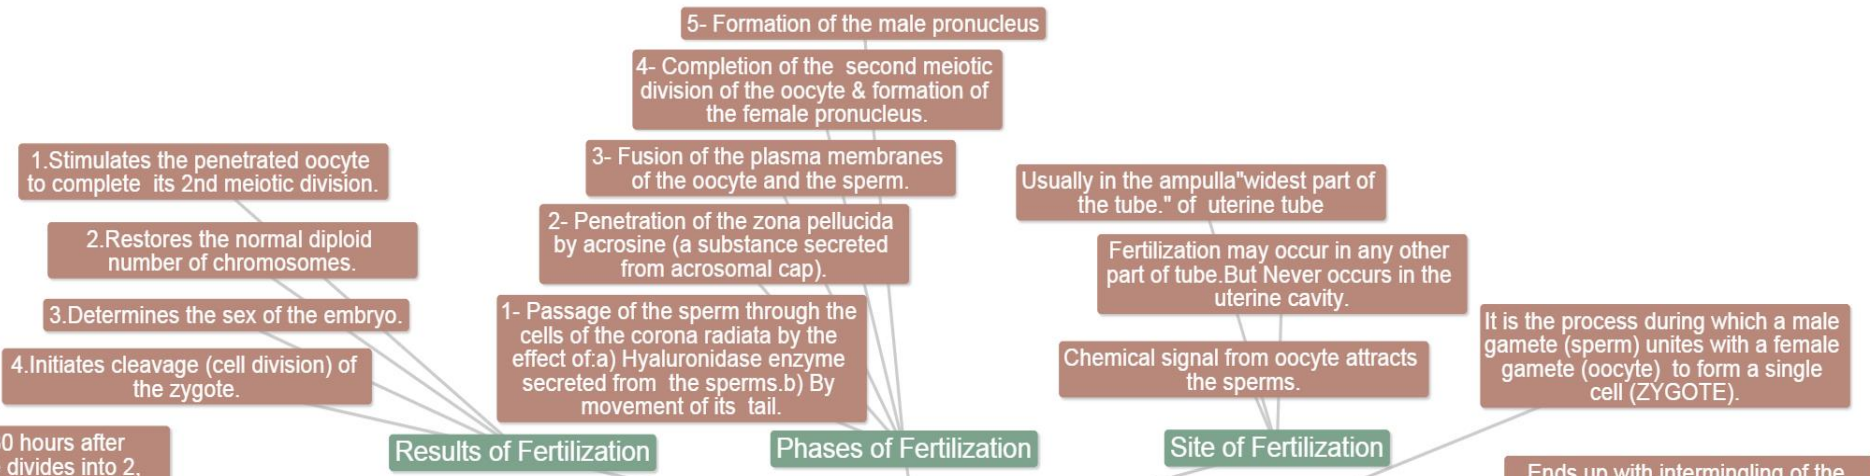 5- Formation of the male pronucleus
4- Completion of the second meiotic
division of the oocyte & formation of
the female pronucleus.
3- Fusion of the plasma membranes
of the oocyte and the sperm.
2- Penetration of the zona pellucida
by acrosine (a substance secreted
from acrosomal cap).
1- Passage of the sperm through the
cells of the corona radiata by the
effect of:a) Hyaluronidase enzyme
secreted from the sperms.b) By
movement of its tail.
Phases of Fertilization
1.Stimulates the penetrated oocyte
to complete its 2nd meiotic division.
2.Restores the normal diploid
number of chromosomes.
3.Determines the sex of the embryo.
4.Initiates cleavage (cell division) of
the zygote.
Results of Fertilization
0 hours after
divides into 2,
Usually in the ampulla"widest part of
the tube." of uterine tube
Fertilization may occur in any other
part of tube.But Never occurs in the
uterine cavity.
Chemical signal from oocyte attracts
the sperms.
Site of Fertilization
It is the process during which a male
gamete (sperm) unites with a female
gamete (oocyte) to form a single
cell (ZYGOTE).
Ends up with intermingling of the